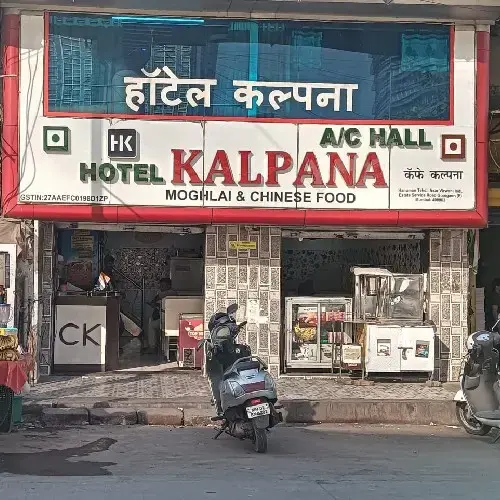 हॉटेल कल्पना
HK
A/C HALL
HOTEL KALPANA
कॅफे कल्पना
MOGHLAI & CHINESE FOOD
GSTIN:27AAEFC0198D1ZP
CK